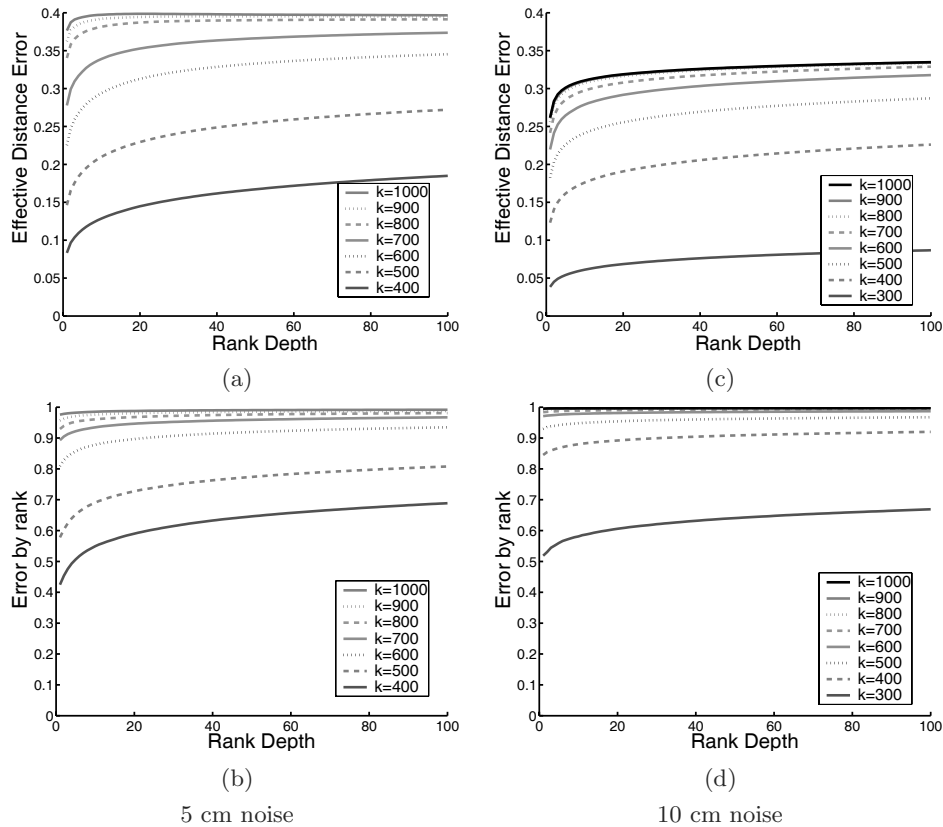 0.4
0.35
0.3
0.25
0.2
0.15
0.1
0.05
0
Effective Distance Error
k=1000
k=900
k=800
k=700
k=600
k=500
k=400
0 20 40 60 80 100
Rank Depth
(a)
0.4
0.35
0.3
0.25
0.2
0.15
0.1
0.05
0
Effective Distance Error
k=1000
k=900
k=800
k=700
k=600
k=500
k=400
k=300
0 20 40 60 80 100
Rank Depth
(c)
1
0.9
0.8
0.7
0.6
0.5
0.4
0.3
0.2
0.1
0
Error by rank
k=1000
k=900
k=800
k=700
k=600
k=500
k=400
0 20 40 60 80 100
Rank Depth
(b)
5 cm noise
1
0.9
0.8
0.7
0.6
0.5
0.4
0.3
0.2
0.1
0
Error by rank
k=1000
k=900
k=800
k=700
k=600
k=500
k=400
k=300
0 20 40 60 80 100
Rank Depth
(d)
10 cm noise